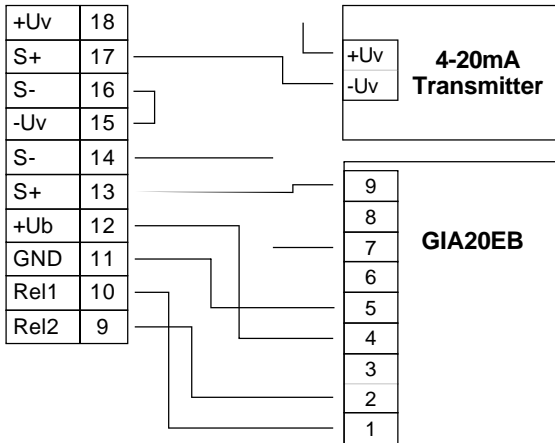 +Uv 18
S+ 17
S- 16
-Uv 15
S- 14
S+ 13
+Ub 12
GND 11
Rel1 10
Rel2 9
+Uv
-Uv
4-20mA
Transmitter
9
8
7
6
5
4
3
2
1
GIA20EB